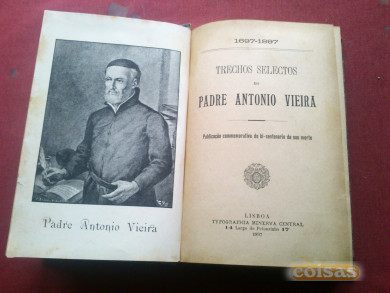 Padre Antonio Vieira
1697-1897
TRECHOS SELECTOS
DO
PADRE ANTONIO VIEIRA
Publicação commemorativa do bi-centenario da sua morte
LISBOA
TYPOGRAPHIA MINERVA CENTRAL
14 Largo do Pelourinho 17
1897
coisas